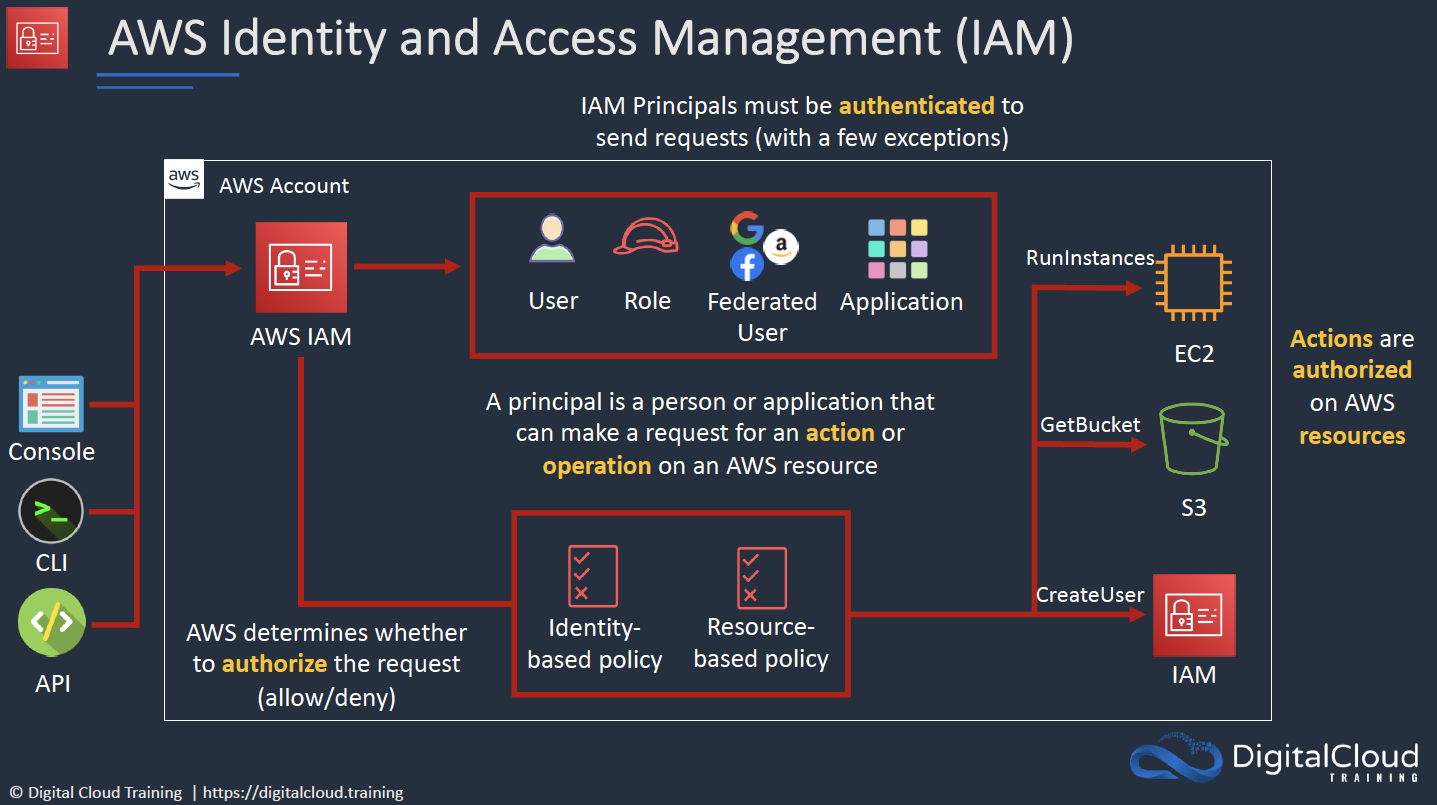 AWS Identity and Access Management (IAM)
IAM Principals must be authenticated to
send requests (with a few exceptions)
aws
AWS Account
AWS IAM
User
Role
Federated
User
Application
a
RunInstances
EC2
Actions are
authorized
on AWS
resources
Console
CLI
API
A principal is a person or application that
can make a request for an action or
operation on an AWS resource
GetBucket
S3
AWS determines whether
to authorize the request
(allow/deny)
Identity-
based policy
Resource-
based policy
CreateUser
IAM
DigitalCloud
TRAINING
© Digital Cloud Training | https://digitalcloud.training